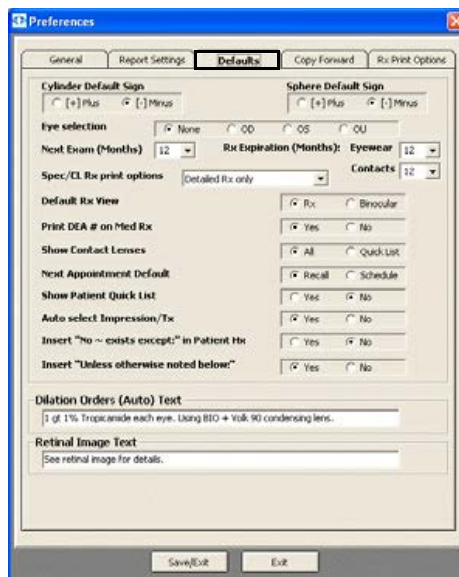 Preferences
General Report Settings Defaults Copy Forward Rx Print Options
Cylinder Default Sign Sphere Default Sign
[+] Plus [-] Minus [+] Plus [-] Minus
Eye selection None OD OS OU
Next Exam (Months) 12 Rx Expiration (Months): Eyewear 12
Spec/CL Rx print options Detailed Rx only Contacts 12
Default Rx View Rx Binocular
Print DEA # on Med Rx Yes No
Show Contact Lenses All Quick List
Next Appointment Default Recall Schedule
Show Patient Quick List Yes No
Auto select Impression/Tx Yes No
Insert "No ~ exists except:" in Patient Hx Yes No
Insert "Unless otherwise noted below:" Yes No
Dilation Orders (Auto) Text
1 gt 1% Tropicamide each eye. Using BIO + Volk 90 condensing lens.
Retinal Image Text
See retinal image for details.
Save/Exit Exit